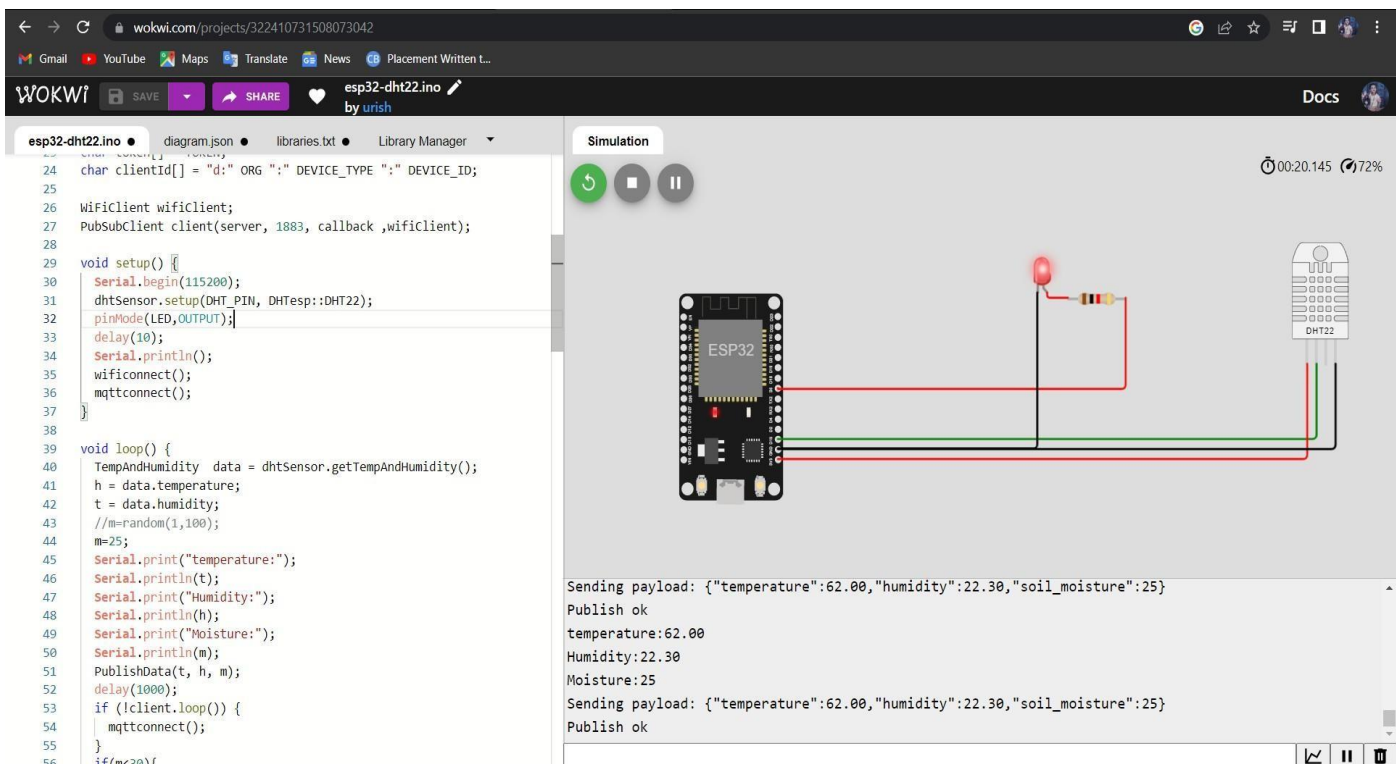 wokwi.com/projects/322410731508073042
Gmail YouTube Maps Translate News Placement Written t...
WOKWI SAVE SHARE esp32-dht22.ino
by urish
Docs
esp32-dht22.ino ● diagram.json ● libraries.txt ● Library Manager
24 char clientId[] = "d:" ORG ":" DEVICE_TYPE ":" DEVICE_ID;
25
26 WiFiClient wifiClient;
27 PubSubClient client(server, 1883, callback ,wifiClient);
28
29 void setup() {
30 Serial.begin(115200);
31 dhtSensor.setup(DHT_PIN, DHTesp::DHT22);
32 pinMode(LED,OUTPUT);
33 delay(10);
34 Serial.println();
35 wificonnect();
36 mqttconnect();
37 }
38
39 void loop() {
40 TempAndHumidity  data = dhtSensor.getTempAndHumidity();
41 h = data.temperature;
42 t = data.humidity;
43 //m=random(1,100);
44 m=25;
45 Serial.print("temperature:");
46 Serial.println(t);
47 Serial.print("Humidity:");
48 Serial.println(h);
49 Serial.print("Moisture:");
50 Serial.println(m);
51 PublishData(t, h, m);
52 delay(1000);
53 if (!client.loop()) {
54 mqttconnect();
55 }
56 if(m<30){
Simulation
00:20.145 72%
ESP32
DHT22
Sending payload: {"temperature":62.00,"humidity":22.30,"soil_moisture":25}
Publish ok
temperature:62.00
Humidity:22.30
Moisture:25
Sending payload: {"temperature":62.00,"humidity":22.30,"soil_moisture":25}
Publish ok